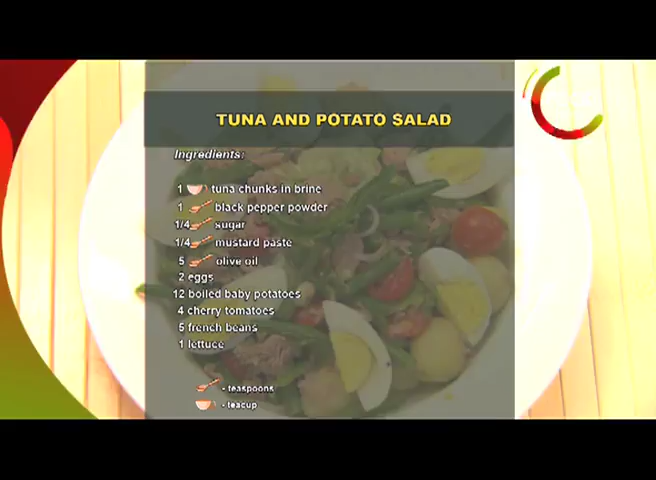 TUNA AND POTATO SALAD
Ingredients:
1 tuna chunks in brine
1 black pepper powder
1/4 sugar
1/4 mustard paste
5 olive oil
2 eggs
12 boiled baby potatoes
4 cherry tomatoes
5 french beans
1 lettuce
- teaspoons
- teacup